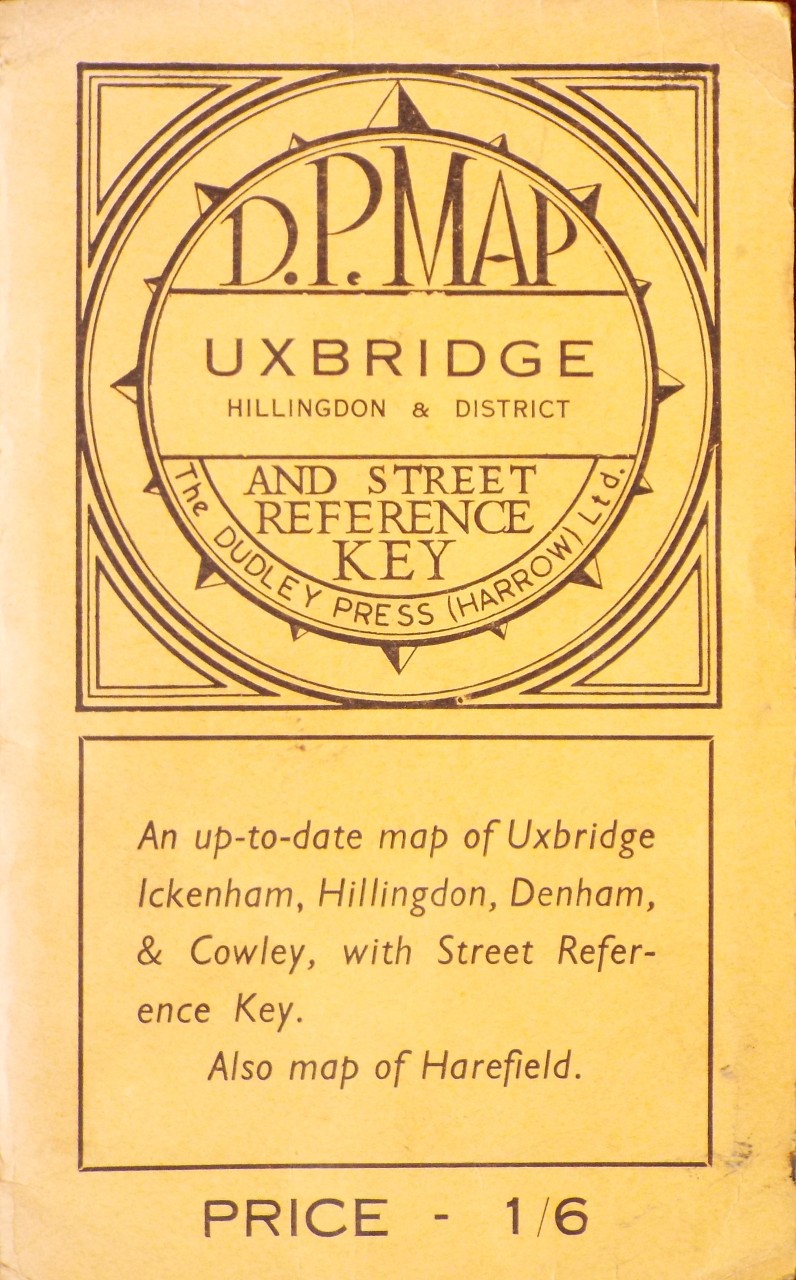 D.P. MAP
UXBRIDGE
HILLINGDON & DISTRICT
AND STREET
REFERENCE
KEY
The DUDLEY PRESS (HARROW) Ltd.
An up-to-date map of Uxbridge
Ickenham, Hillingdon, Denham,
& Cowley, with Street Refer-
ence Key.
Also map of Harefield.
PRICE - 1/6